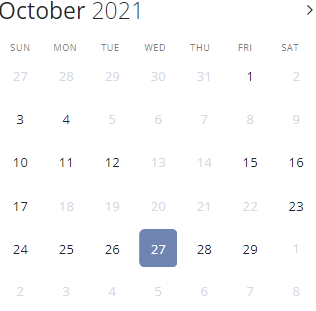 October 2021 >
SUN MON TUE WED THU FRI SAT
27 28 29 30 31 1 2
3 4 5 6 7 8 9
10 11 12 13 14 15 16
17 18 19 20 21 22 23
24 25 26 27 28 29 1
2 3 4 5 6 7 8